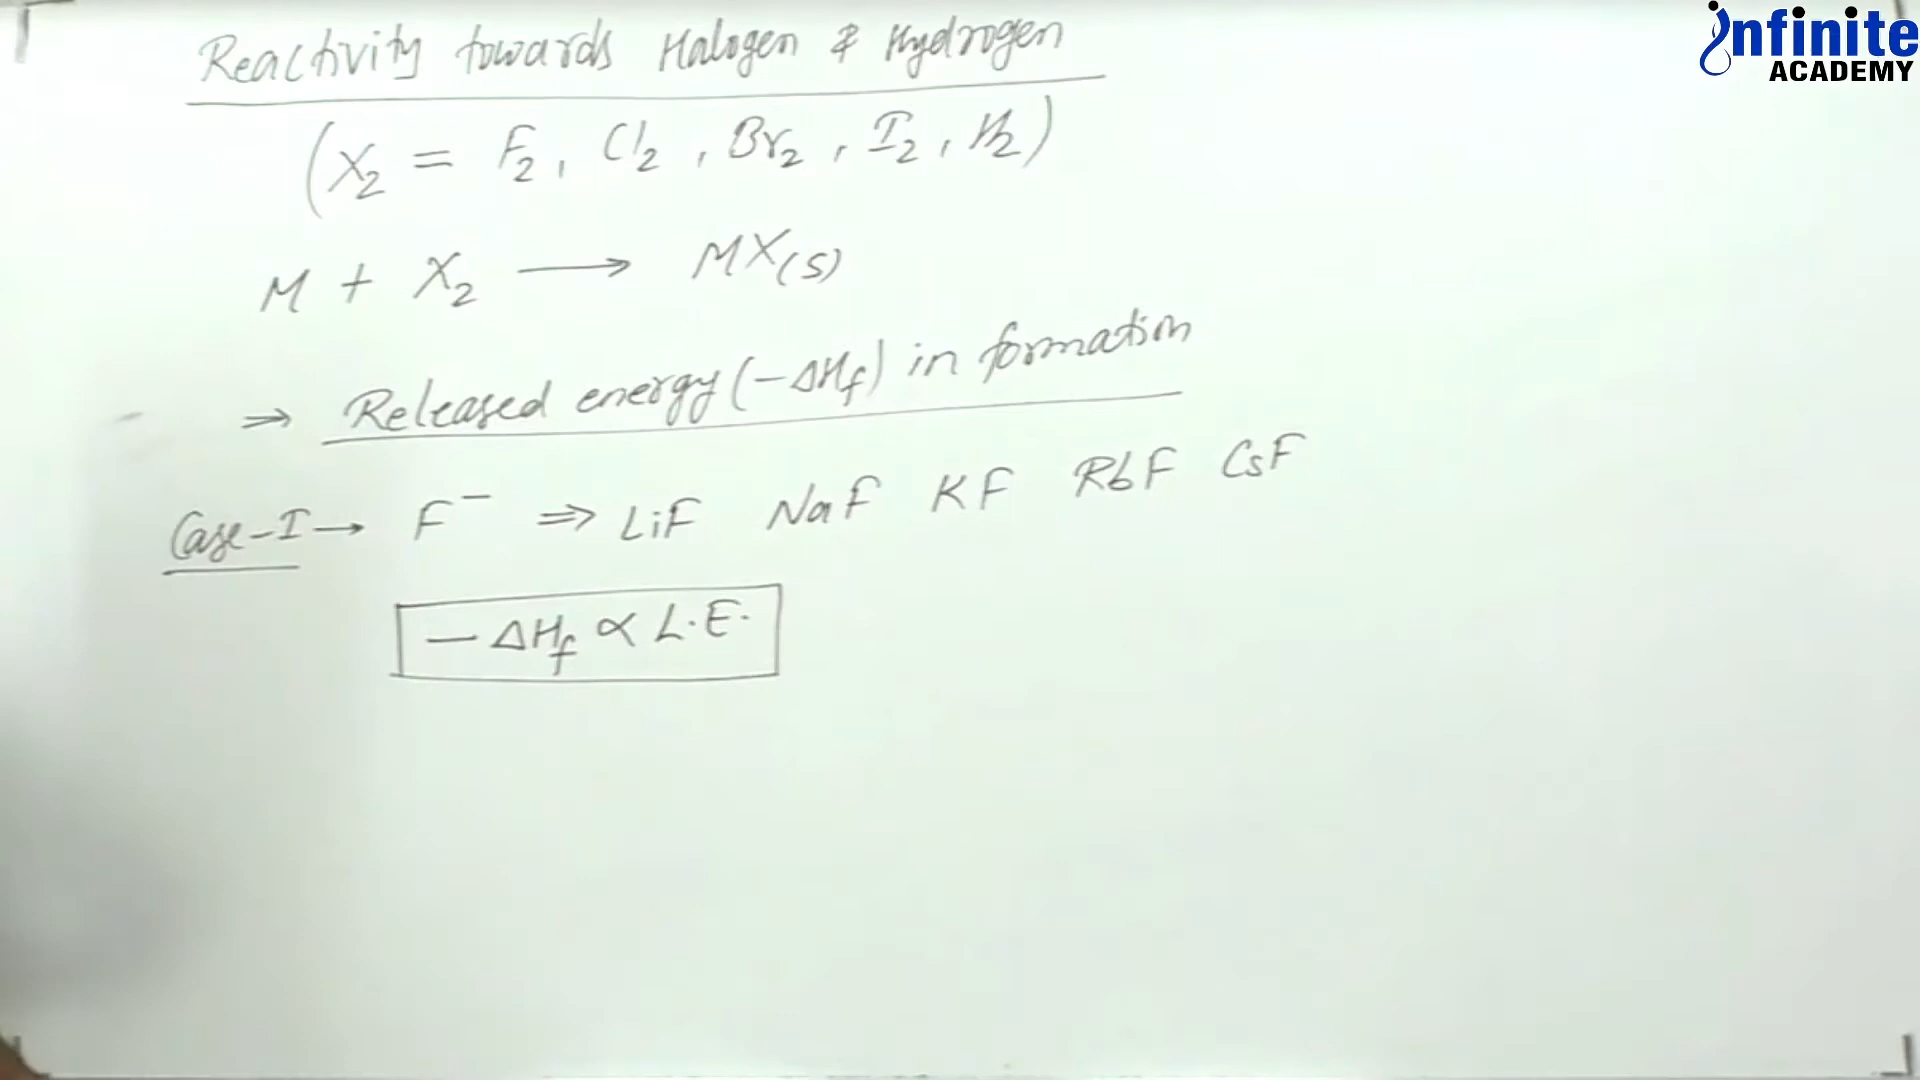 infinite
ACADEMY
Reactivity towards Halogen & Hydrogen
(X₂ = F₂, Cl₂, Br₂, I₂, H₂)
M + X₂ ⟶ MX(s)
⇒ Released energy (-ΔHf) in formation
Case-I → F⁻ ⇒ LiF NaF KF RbF CsF
- ΔHf ∝ L.E.